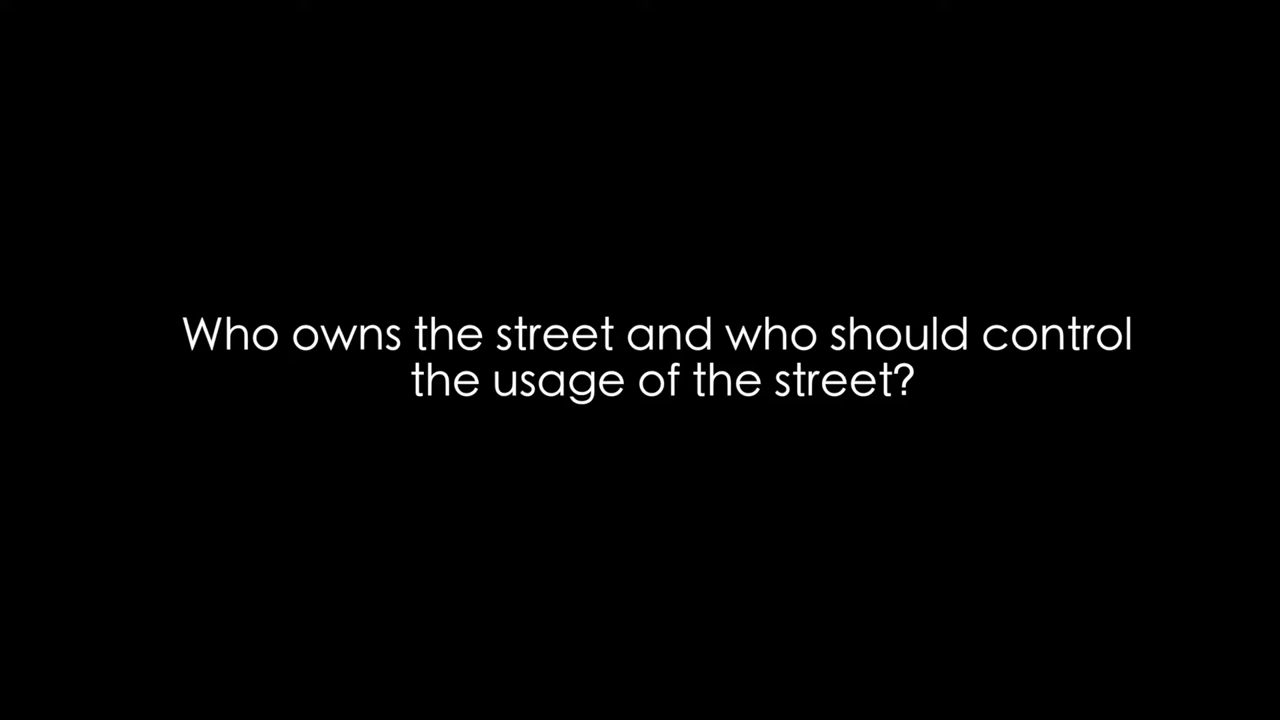 Who owns the street and who should control
the usage of the street?